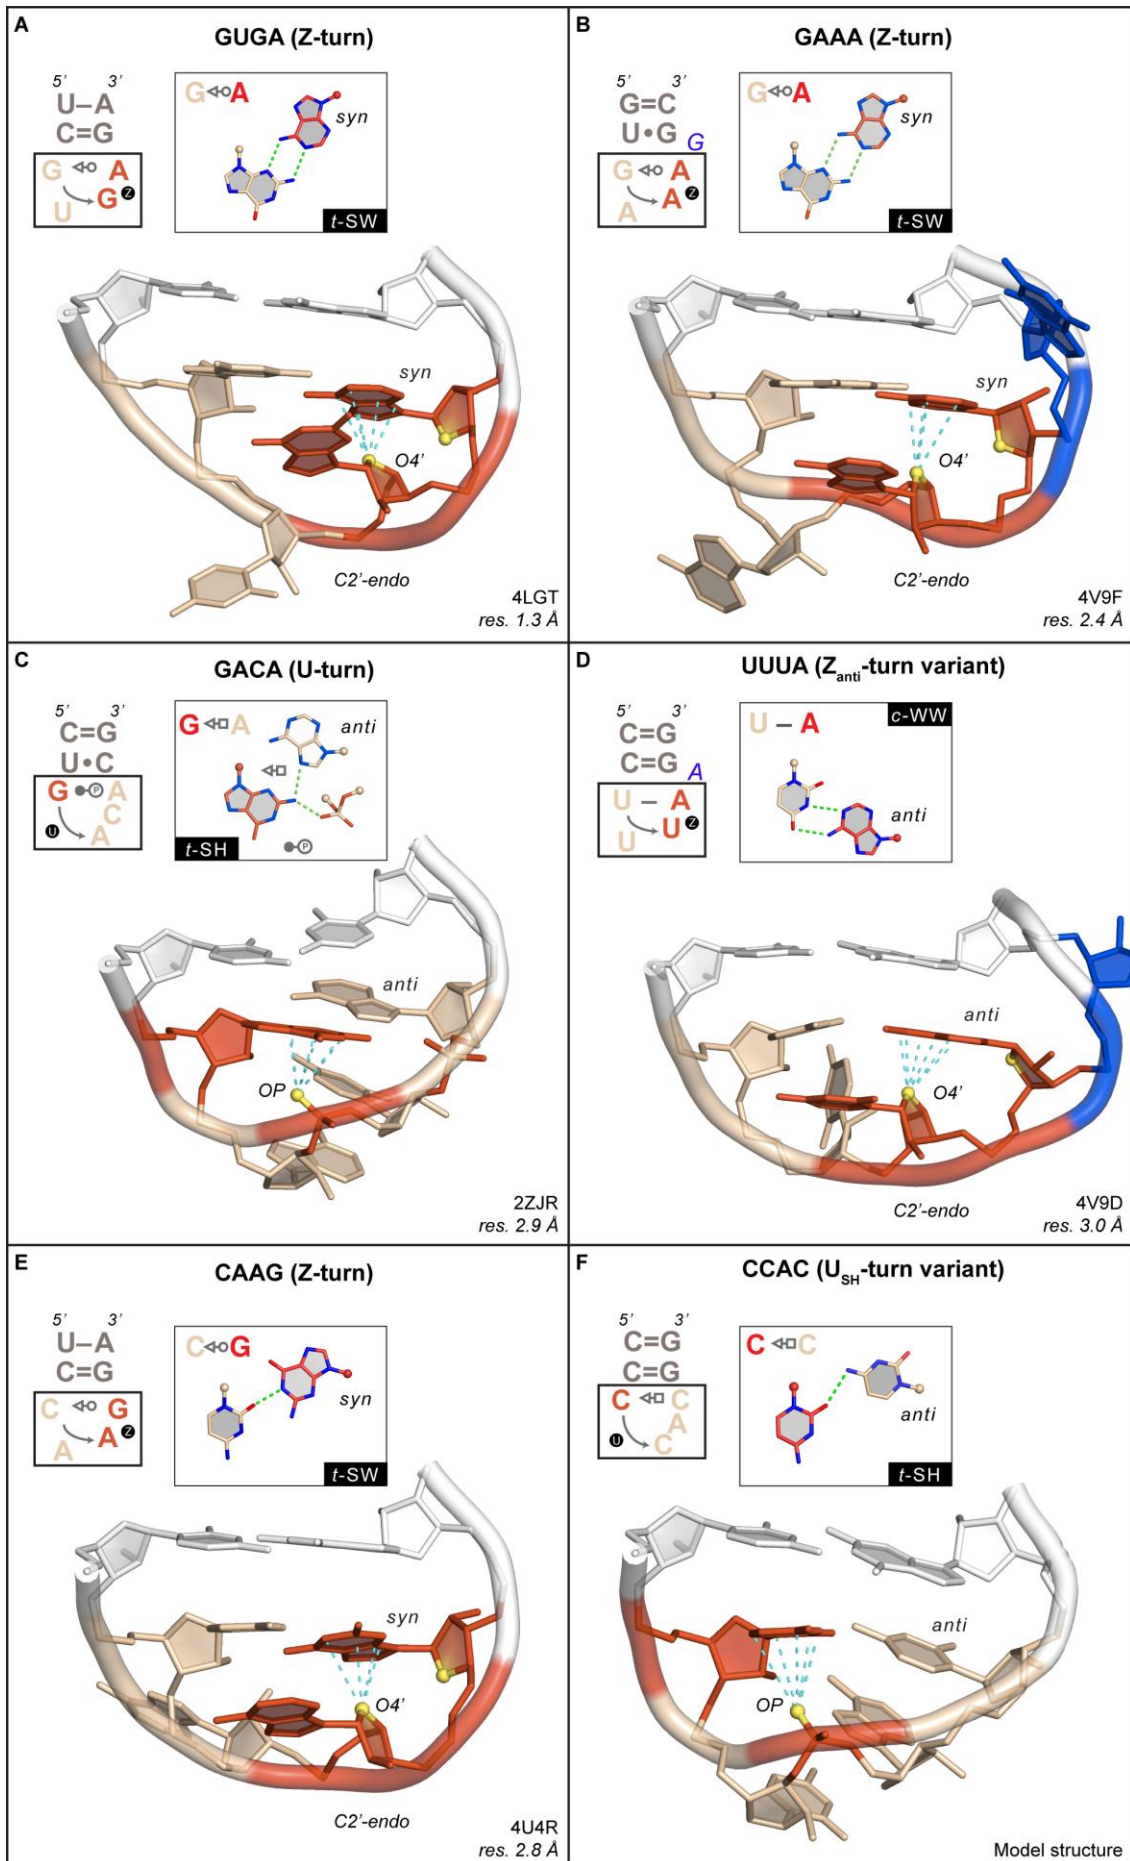 A
GUGA (Z-turn)
5’ 3’
U–A
C=G
G A
G Z
U
G A
syn
t-SW
syn
O4’
C2’-endo
4LGT
res. 1.3 Å
B
GAAA (Z-turn)
5’ 3’
G=C
U•G G
G A
A Z
A
G A
syn
t-SW
syn
O4’
C2’-endo
4V9F
res. 2.4 Å
C
GACA (U-turn)
5’ 3’
C=G
U•C
G P A
C
U A
G A
anti
P
t-SH
anti
OP
2ZJR
res. 2.9 Å
D
UUUA (Zanti-turn variant)
5’ 3’
C=G
C=G A
U – A
U U Z
U – A
c-WW
anti
anti
O4’
C2’-endo
4V9D
res. 3.0 Å
E
CAAG (Z-turn)
5’ 3’
U–A
C=G
C G
A Z
A
C G
syn
t-SW
syn
O4’
C2’-endo
4U4R
res. 2.8 Å
F
CCAC (USH-turn variant)
5’ 3’
C=G
C=G
C C
A
U C
C C
anti
t-SH
anti
OP
Model structure